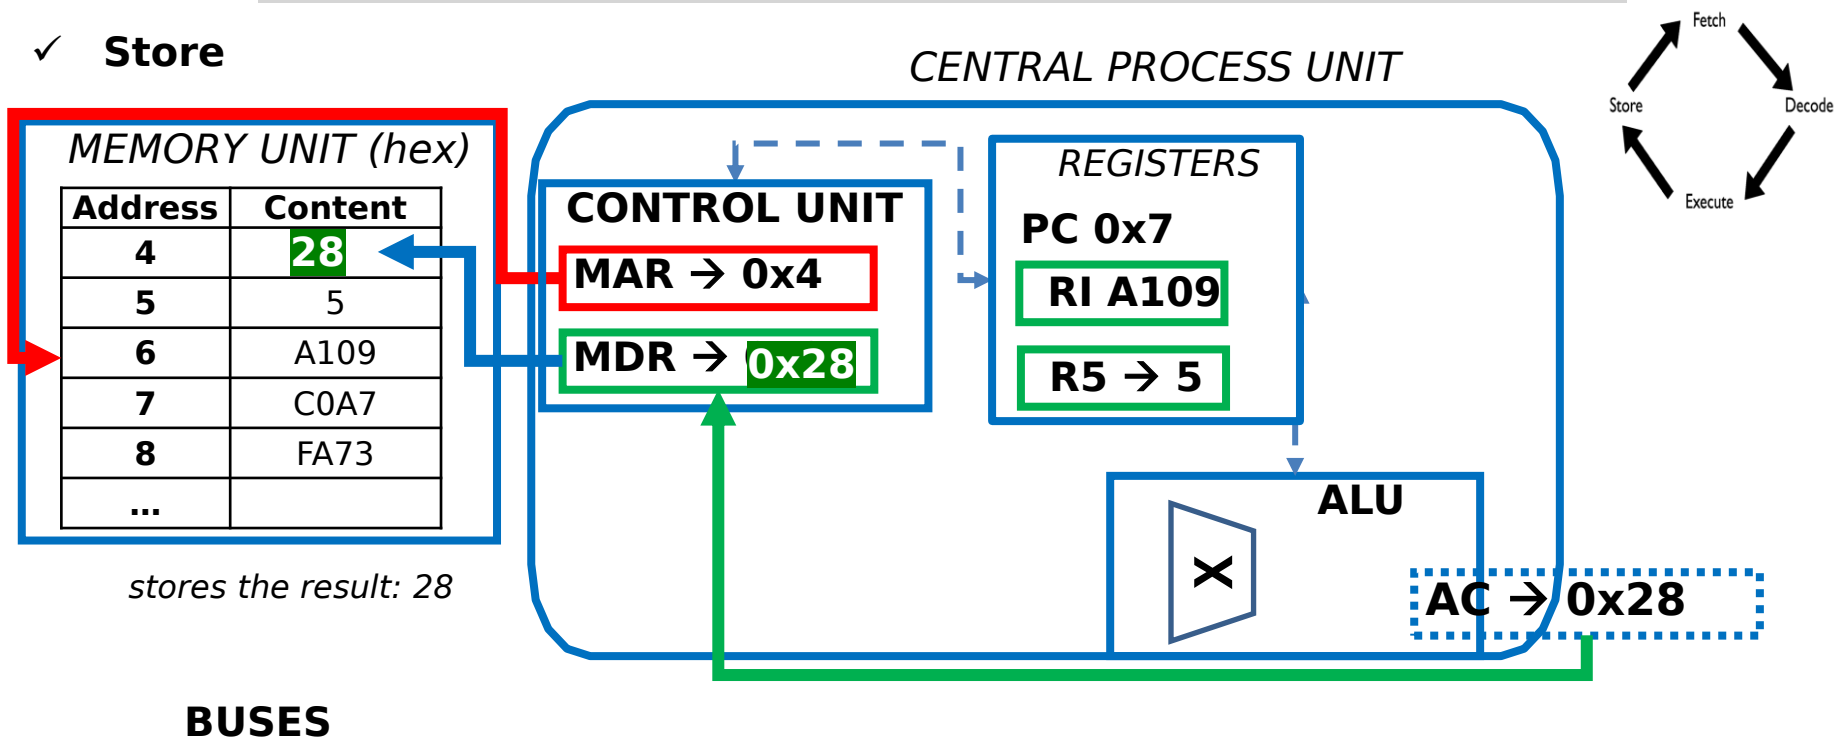 ✓ Store
CENTRAL PROCESS UNIT
Fetch
Decode
Execute
Store
MEMORY UNIT (hex)
Address Content
4 28
5 5
6 A109
7 C0A7
8 FA73
...
stores the result: 28
CONTROL UNIT
MAR → 0x4
MDR → 0x28
REGISTERS
PC 0x7
RI A109
R5 → 5
ALU
X
AC → 0x28
BUSES